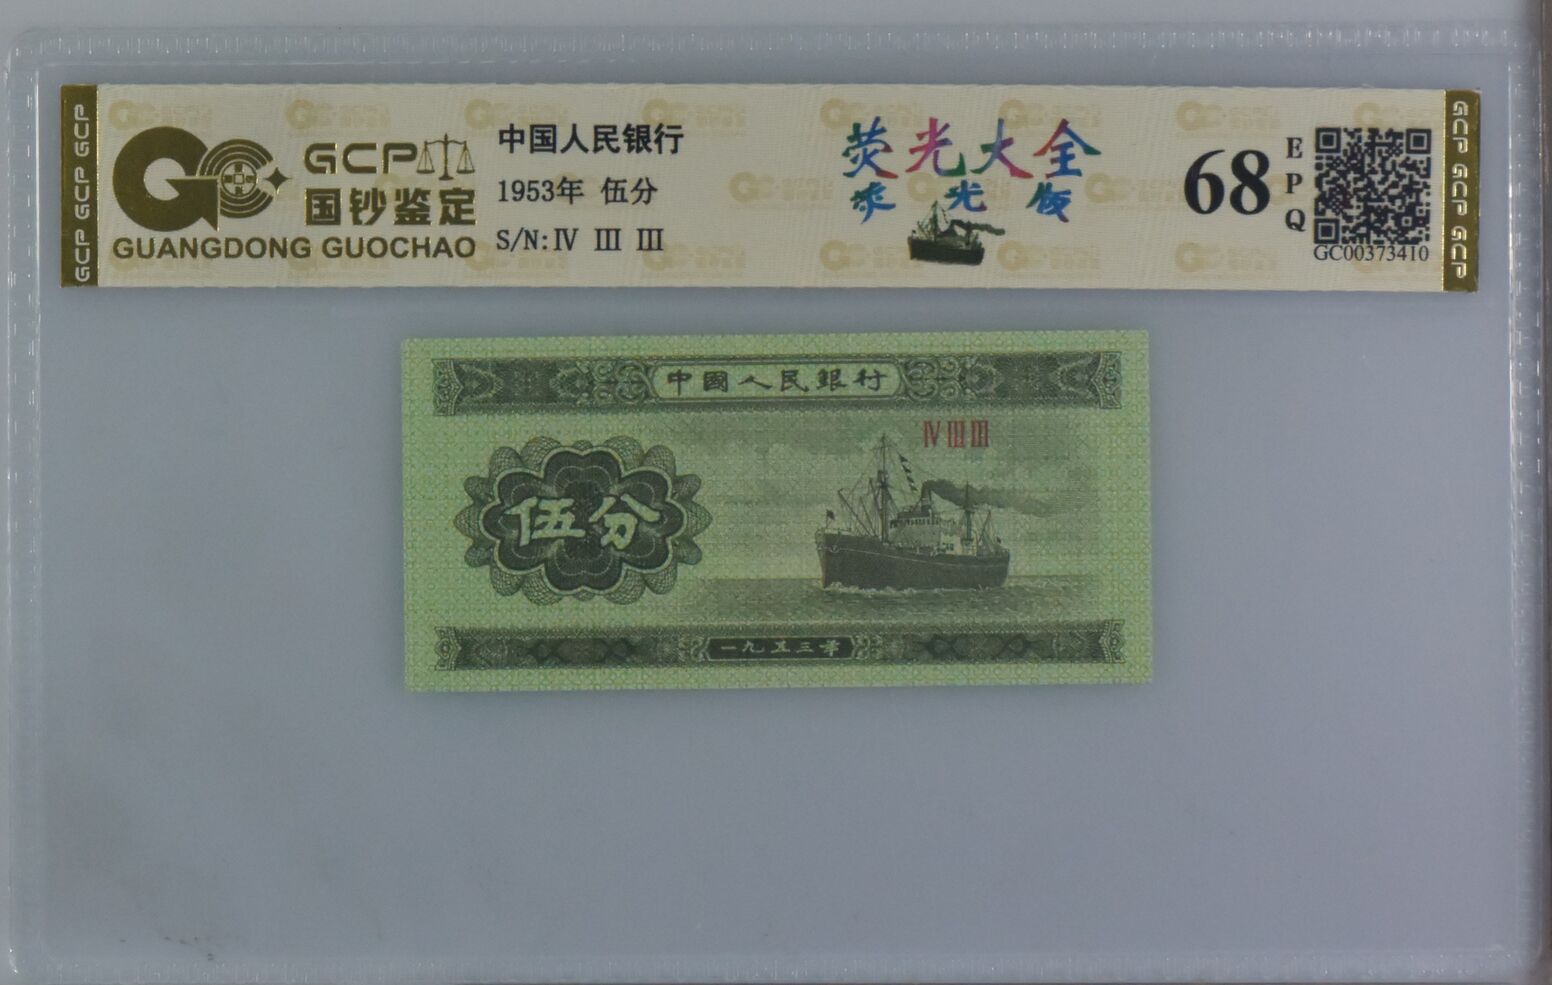 GCP GCP GCP
GCP
国钞鉴定
GUANGDONG GUOCHAO
中国人民银行
1953年 伍分
S/N: Ⅳ Ⅲ Ⅲ
荧光大全
光版
68
E
P
Q
GC00373410
GCP GCP GCP
中國人民銀行
Ⅳ Ⅲ Ⅲ
伍分
一九五三年